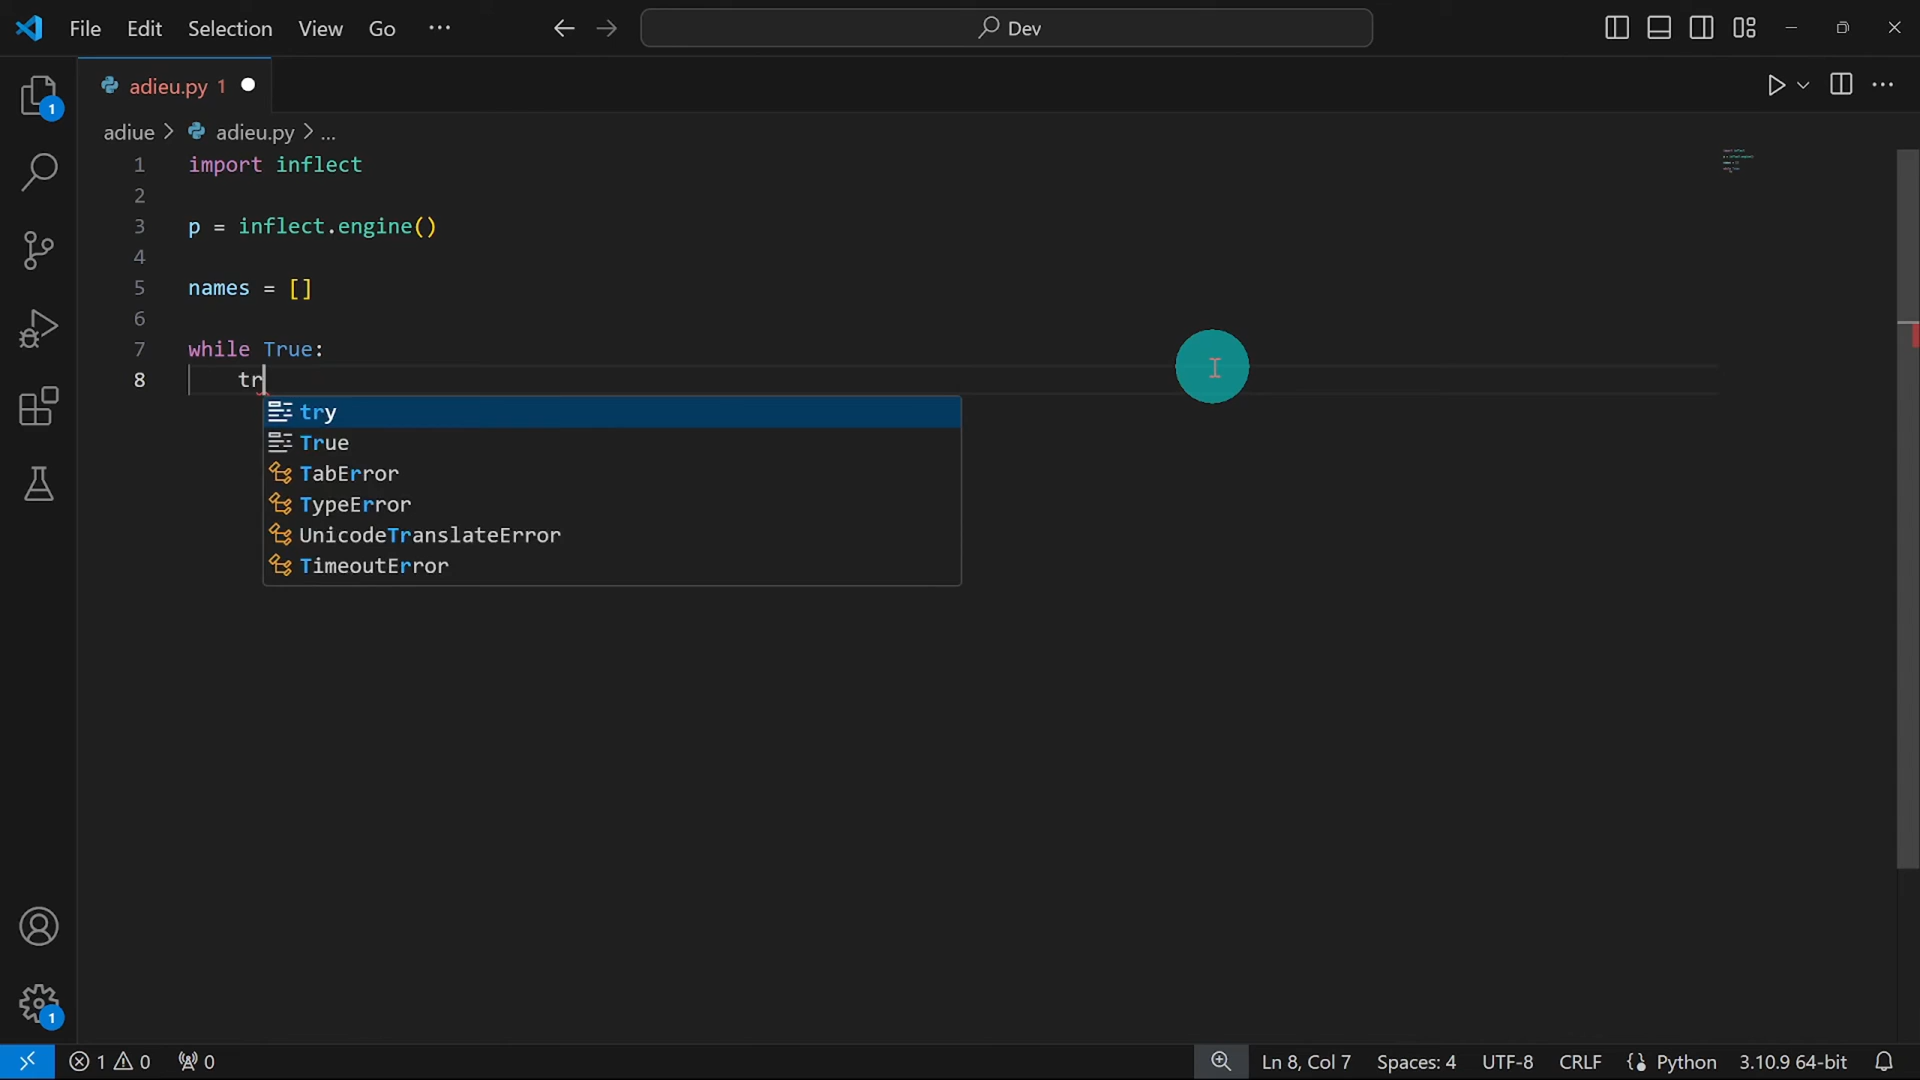 File Edit Selection View Go ··· Dev
adieu.py 1
adiue > adieu.py > ...
1 import inflect
2
3 p = inflect.engine()
4
5 names = []
6
7 while True:
8 tr
try
True
TabError
TypeError
UnicodeTranslateError
TimeoutError
1
1
1 0 0 Ln 8, Col 7 Spaces: 4 UTF-8 CRLF Python 3.10.9 64-bit